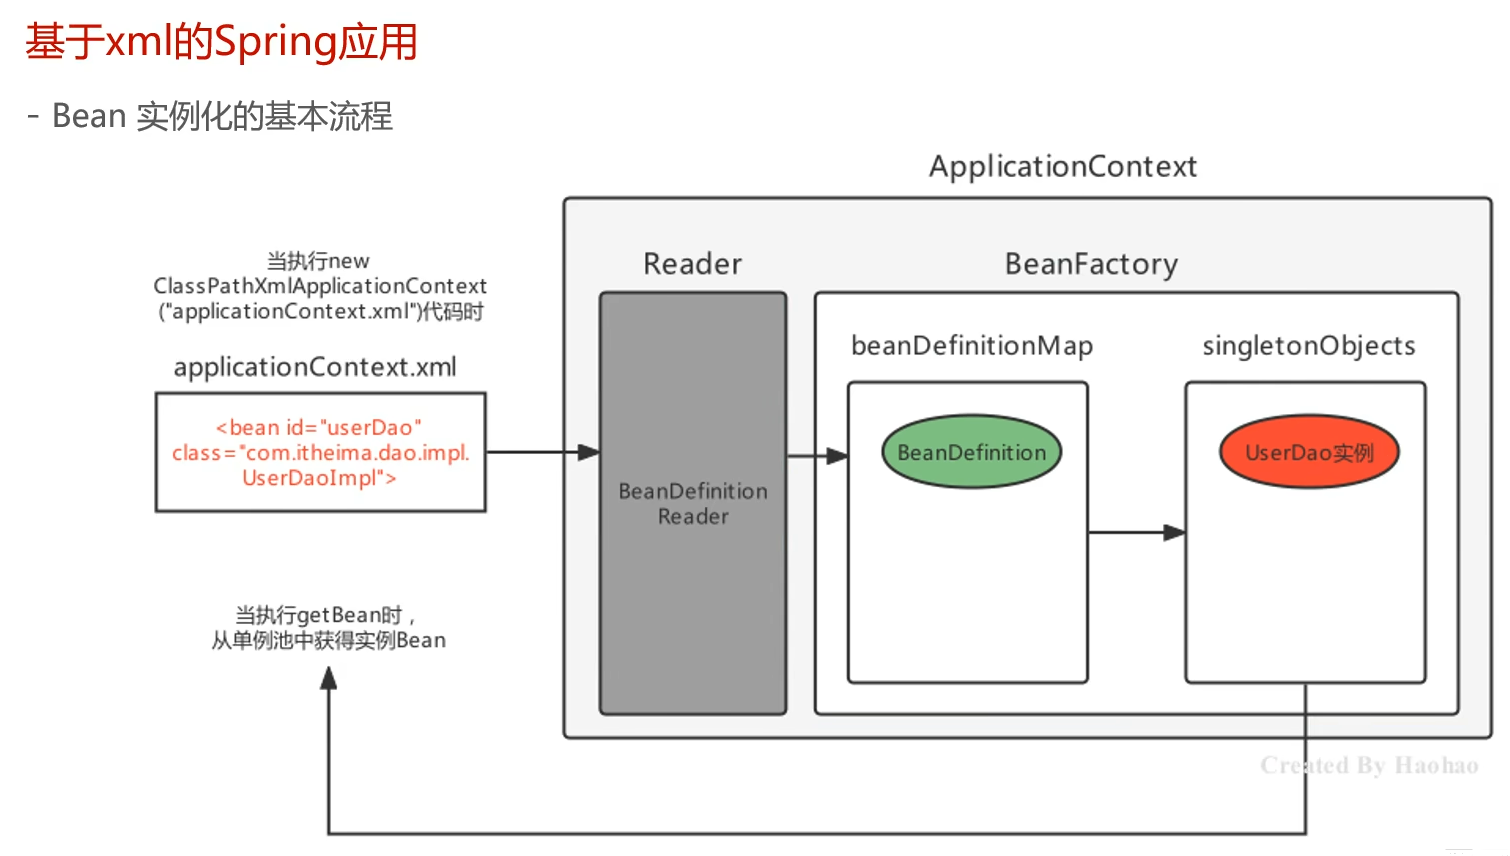 基于xml的Spring应用
- Bean 实例化的基本流程
ApplicationContext
当执行new
ClassPathXmlApplicationContext
("applicationContext.xml")代码时
applicationContext.xml
<bean id="userDao"
class="com.itheima.dao.impl.
UserDaoImpl">
Reader
BeanDefinition
Reader
BeanFactory
beanDefinitionMap
BeanDefinition
singletonObjects
UserDao实例
当执行getBean时，
从单例池中获得实例Bean
Created By Haohao